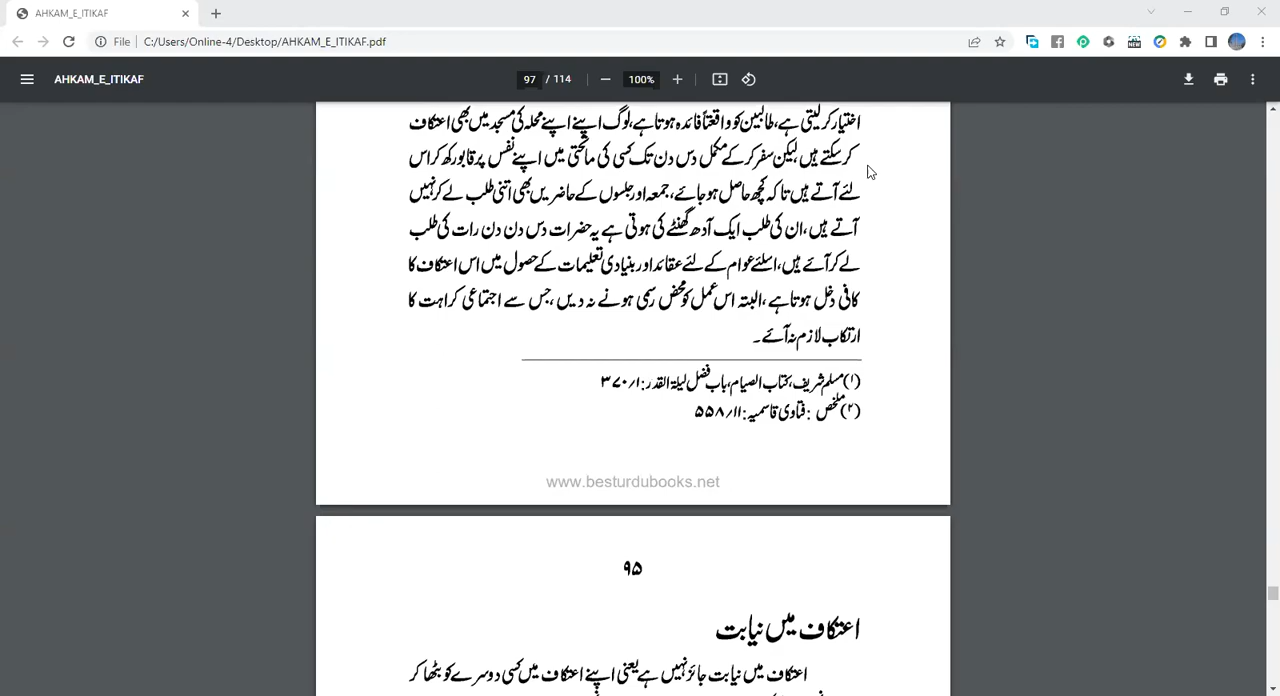 AHKAM_E_ITIKAF
File
C:/Users/Online-4/Desktop/AHKAM_E_ITIKAF.pdf
NEW
AHKAM_E_ITIKAF
97 / 114
100%
اختیار کرلیتی ہے، طالبین کو واقعتاً فائدہ ہوتا ہے، لوگ اپنے اپنے محلہ کی مسجد میں بھی اعتکاف
کرسکتے ہیں لیکن سفر کر کے مکمل دس دن تک کسی کی ماتحتی میں اپنے نفس پر قابو رکھ کر اس
لئے آتے ہیں تا کہ کچھ حاصل ہو جائے، جمعہ اور جلسوں کے حاضریں بھی اتنی طلب لے کر نہیں
آتے ہیں، ان کی طلب ایک آدھ گھنٹے کی ہوتی ہے یہ حضرات دس دن دن رات کی طلب
لے کر آئے ہیں، اسلئے عوام کے لئے عقائد اور بنیادی تعلیمات کے حصول میں اس اعتکاف کا
کافی دخل ہوتا ہے، البتہ اس عمل کو محض رسمی ہونے نہ دیں، جس سے اجتماعی کراہت کا
ارتکاب لازم نہ آئے۔
(۱) مسلم شریف، کتاب الصیام، باب فضل لیلۃ القدر: ۱/۳۷۰
(۲) ملخص: فتاوی قاسمیہ: ۱۱/۵۵۸
www.besturdubooks.net
۹۵
اعتکاف میں نیابت
اعتکاف میں نیابت جائز نہیں ہے یعنی اپنے اعتکاف میں کسی دوسرے کو بٹھا کر